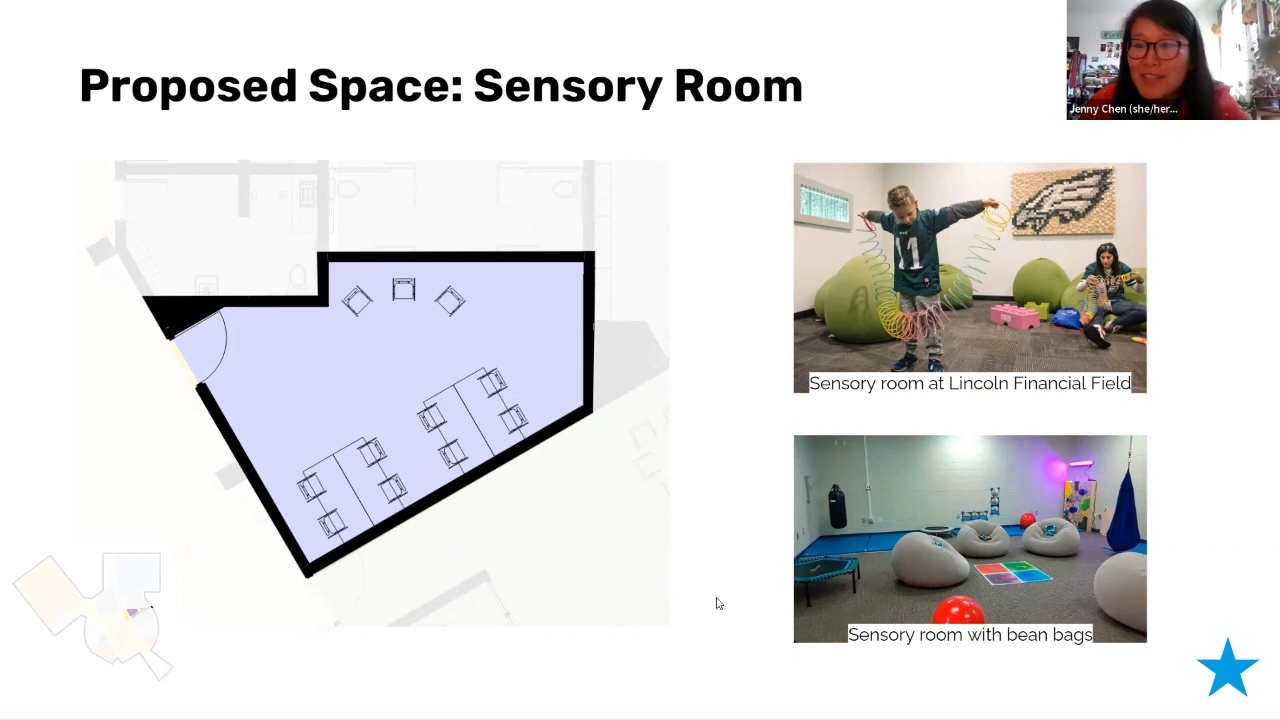 Proposed Space: Sensory Room
Jenny Chen (she/her...
11
Sensory room at Lincoln Financial Field
Sensory room with bean bags